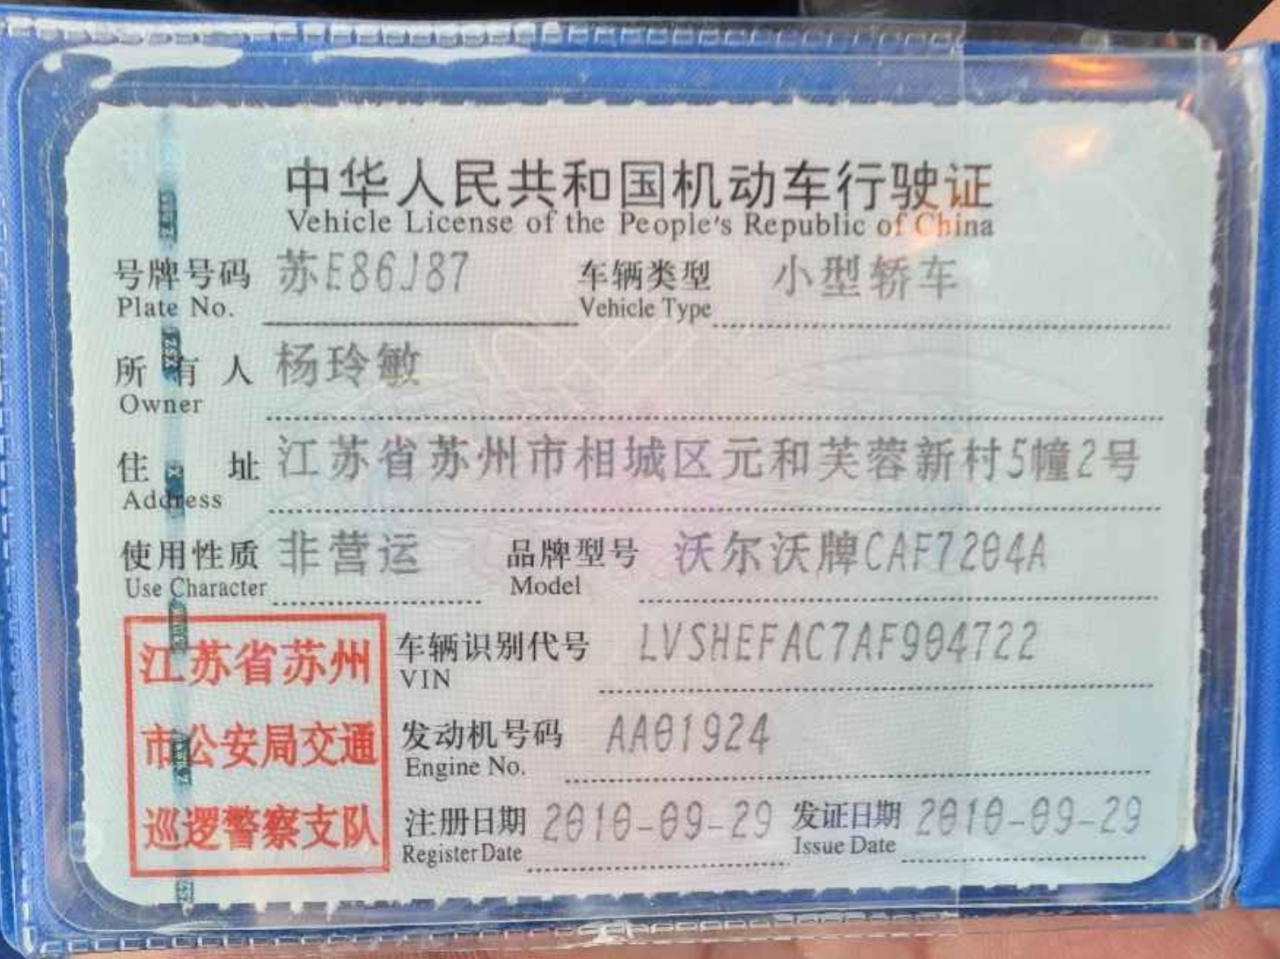 中华人民共和国机动车行驶证
Vehicle License of the People's Republic of China
号牌号码 苏E86J87 车辆类型 小型轿车
Plate No. Vehicle Type
所有人 杨玲敏
Owner
住址 江苏省苏州市相城区元和芙蓉新村5幢2号
Address
使用性质 非营运 品牌型号 沃尔沃牌CAF7204A
Use Character Model
江苏省苏州
市公安局交通
巡逻警察支队
车辆识别代号 LVSHEFAC7AF904722
VIN
发动机号码 AA01924
Engine No.
注册日期 2010-09-29 发证日期 2010-09-29
Register Date Issue Date